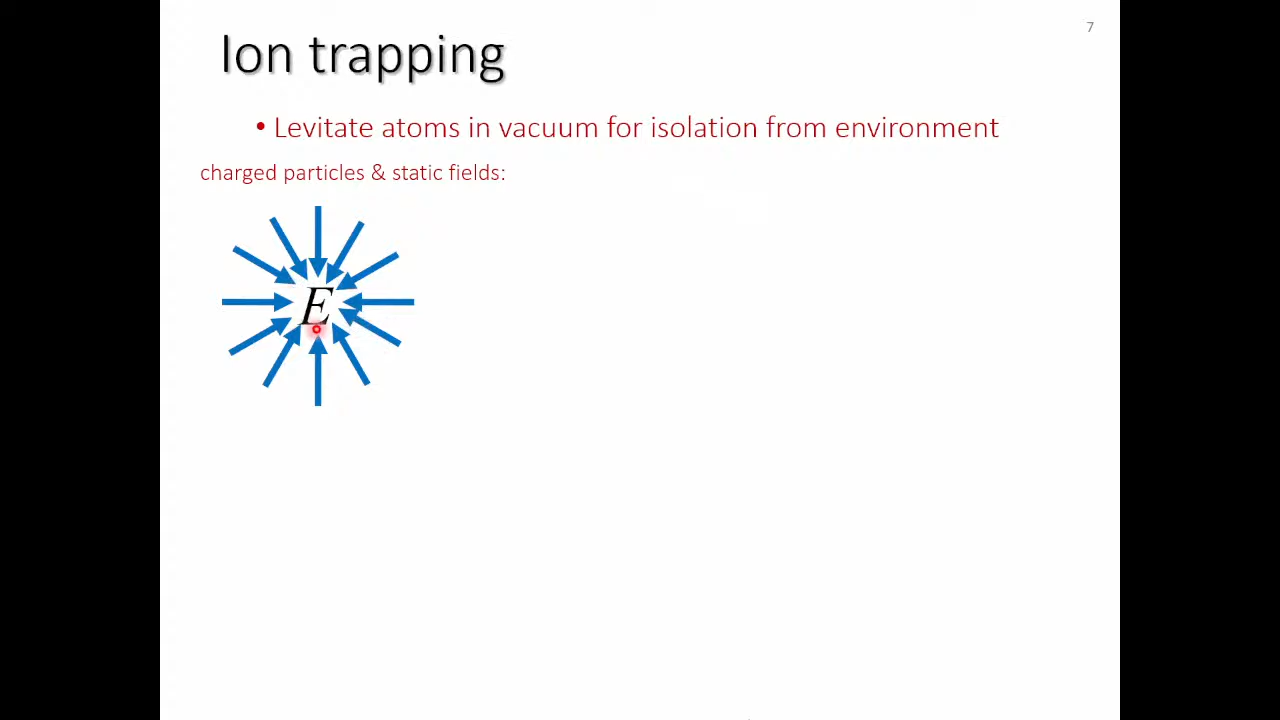 7
Ion trapping
• Levitate atoms in vacuum for isolation from environment
charged particles & static fields:
E